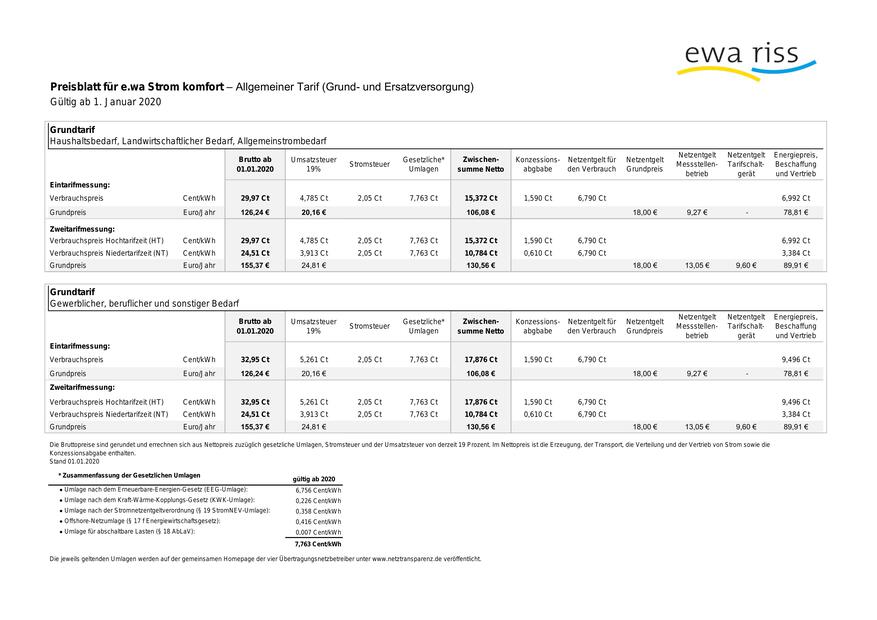 ewa riss
Preisblatt für e.wa Strom komfort – Allgemeiner Tarif (Grund- und Ersatzversorgung)
Gültig ab 1. Januar 2020
Grundtarif
Haushaltsbedarf, Landwirtschaftlicher Bedarf, Allgemeinstrombedarf
Brutto ab 01.01.2020 Umsatzsteuer 19% Stromsteuer Gesetzliche* Umlagen Zwischen-summe Netto Konzessions-abgbabe Netzentgelt für den Verbrauch Netzentgelt Grundpreis Netzentgelt Messstellen-betrieb Netzentgelt Tarifschalt-gerät Energiepreis, Beschaffung und Vertrieb
Eintarifmessung:
Verbrauchspreis Cent/kWh 29,97 Ct 4,785 Ct 2,05 Ct 7,763 Ct 15,372 Ct 1,590 Ct 6,790 Ct 6,992 Ct
Grundpreis Euro/Jahr 126,24 € 20,16 € 106,08 € 18,00 € 9,27 € - 78,81 €
Zweitarifmessung:
Verbrauchspreis Hochtarifzeit (HT) Cent/kWh 29,97 Ct 4,785 Ct 2,05 Ct 7,763 Ct 15,372 Ct 1,590 Ct 6,790 Ct 6,992 Ct
Verbrauchspreis Niedertarifzeit (NT) Cent/kWh 24,51 Ct 3,913 Ct 2,05 Ct 7,763 Ct 10,784 Ct 0,610 Ct 6,790 Ct 3,384 Ct
Grundpreis Euro/Jahr 155,37 € 24,81 € 130,56 € 18,00 € 13,05 € 9,60 € 89,91 €
Grundtarif
Gewerblicher, beruflicher und sonstiger Bedarf
Brutto ab 01.01.2020 Umsatzsteuer 19% Stromsteuer Gesetzliche* Umlagen Zwischen-summe Netto Konzessions-abgbabe Netzentgelt für den Verbrauch Netzentgelt Grundpreis Netzentgelt Messstellen-betrieb Netzentgelt Tarifschalt-gerät Energiepreis, Beschaffung und Vertrieb
Eintarifmessung:
Verbrauchspreis Cent/kWh 32,95 Ct 5,261 Ct 2,05 Ct 7,763 Ct 17,876 Ct 1,590 Ct 6,790 Ct 9,496 Ct
Grundpreis Euro/Jahr 126,24 € 20,16 € 106,08 € 18,00 € 9,27 € - 78,81 €
Zweitarifmessung:
Verbrauchspreis Hochtarifzeit (HT) Cent/kWh 32,95 Ct 5,261 Ct 2,05 Ct 7,763 Ct 17,876 Ct 1,590 Ct 6,790 Ct 9,496 Ct
Verbrauchspreis Niedertarifzeit (NT) Cent/kWh 24,51 Ct 3,913 Ct 2,05 Ct 7,763 Ct 10,784 Ct 0,610 Ct 6,790 Ct 3,384 Ct
Grundpreis Euro/Jahr 155,37 € 24,81 € 130,56 € 18,00 € 13,05 € 9,60 € 89,91 €
Die Bruttopreise sind gerundet und errechnen sich aus Nettopreis zuzüglich gesetzliche Umlagen, Stromsteuer und der Umsatzsteuer von derzeit 19 Prozent. Im Nettopreis ist die Erzeugung, der Transport, die Verteilung und der Vertrieb von Strom sowie die
Konzessionsabgabe enthalten.
Stand 01.01.2020
* Zusammenfassung der Gesetzlichen Umlagen gültig ab 2020
• Umlage nach dem Erneuerbare-Energien-Gesetz (EEG-Umlage): 6,756 Cent/kWh
• Umlage nach dem Kraft-Wärme-Kopplungs-Gesetz (KWK-Umlage): 0,226 Cent/kWh
• Umlage nach der Stromnetzentgeltverordnung (§ 19 StromNEV-Umlage): 0,358 Cent/kWh
• Offshore-Netzumlage (§ 17 f Energiewirtschaftsgesetz): 0,416 Cent/kWh
• Umlage für abschaltbare Lasten (§ 18 AbLaV): 0,007 Cent/kWh
7,763 Cent/kWh
Die jeweils geltenden Umlagen werden auf der gemeinsamen Homepage der vier Übertragungsnetzbetreiber unter www.netztransparenz.de veröffentlicht.